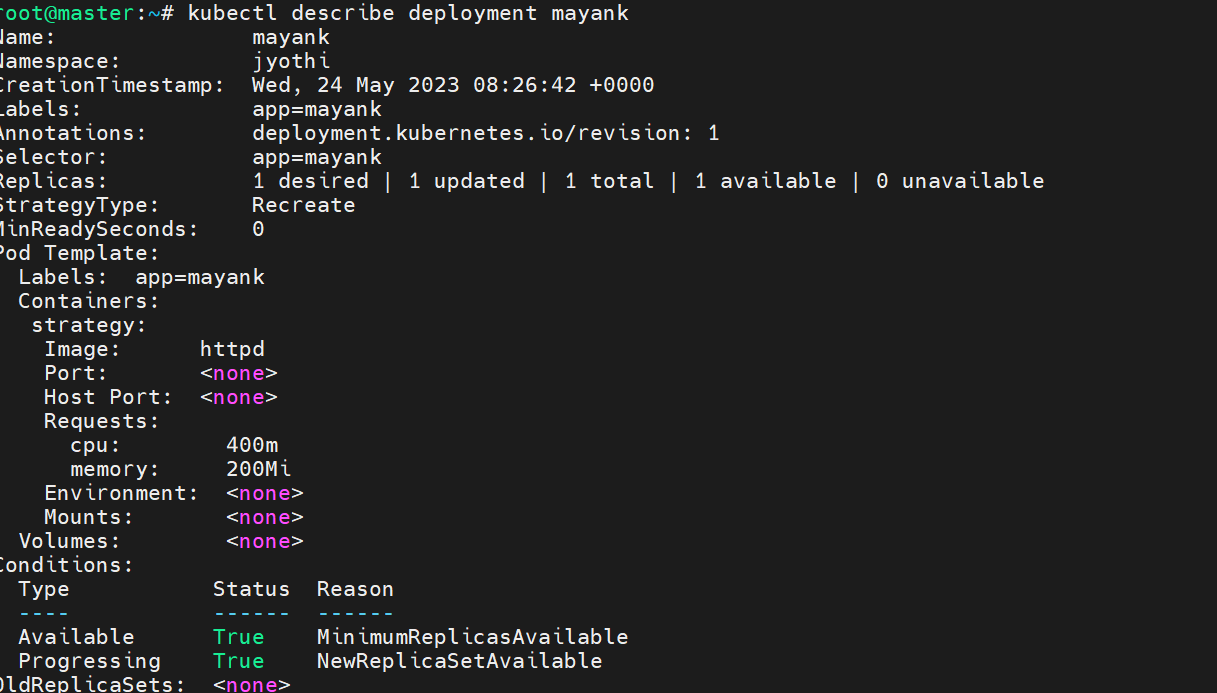 root@master:~# kubectl describe deployment mayank
Name:                   mayank
Namespace:              jyothi
CreationTimestamp:  Wed, 24 May 2023 08:26:42 +0000
Labels:                 app=mayank
Annotations:            deployment.kubernetes.io/revision: 1
Selector:               app=mayank
Replicas:               1 desired | 1 updated | 1 total | 1 available | 0 unavailable
StrategyType:           Recreate
MinReadySeconds:        0
Pod Template:
  Labels:  app=mayank
  Containers:
   strategy:
    Image:      httpd
    Port:       <none>
    Host Port:  <none>
    Requests:
      cpu:        400m
      memory:     200Mi
    Environment:  <none>
    Mounts:       <none>
  Volumes:        <none>
Conditions:
  Type           Status  Reason
  ----           ------  ------
  Available      True    MinimumReplicasAvailable
  Progressing    True    NewReplicaSetAvailable
OldReplicaSets:  <none>